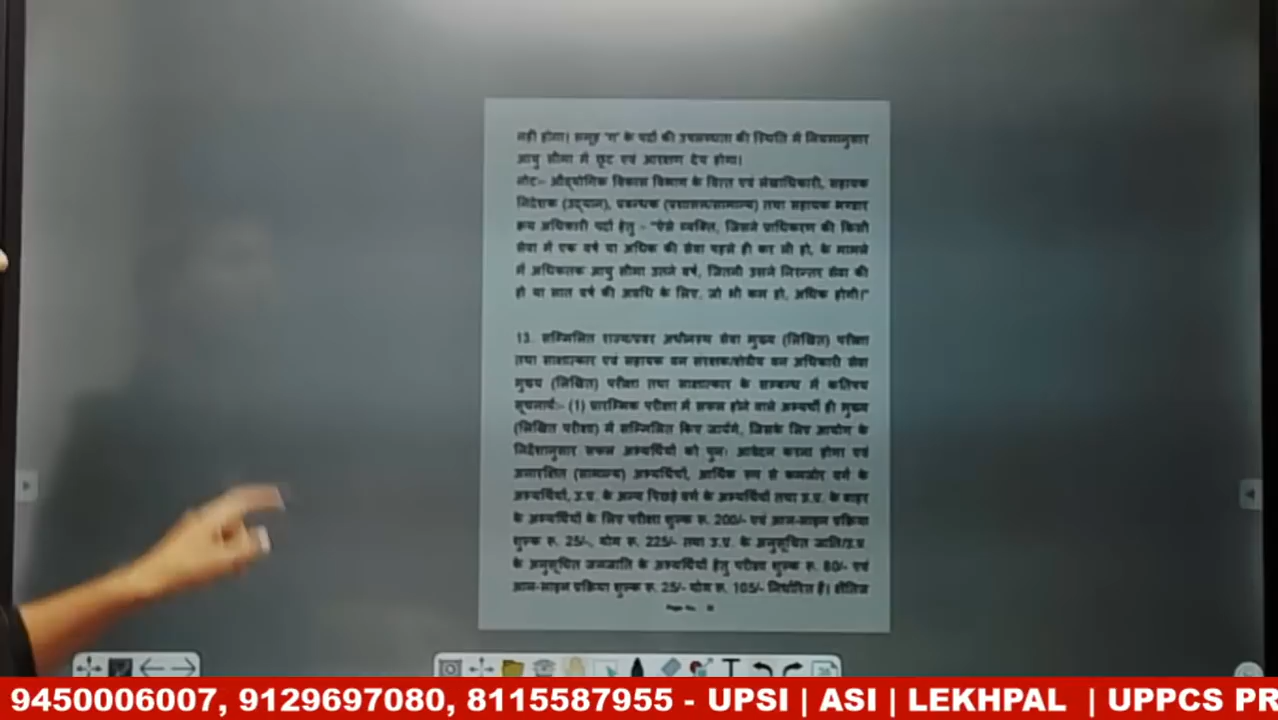 नहीं होगा। समूह 'ग' के पदों की उपलब्धता की स्थिति में नियमानुसार
आयु सीमा में छूट एवं आरक्षण देय होगा।
नोट:- औद्योगिक विकास विभाग के वित्त एवं लेखाधिकारी, सहायक
निदेशक (उद्यान), प्रबन्धक (प्रशासन/सामान्य) तथा सहायक भण्डार
क्रय अधिकारी पदों हेतु :- "ऐसे व्यक्ति, जिसने प्राधिकरण की किसी
सेवा में एक वर्ष या अधिक की सेवा पहले ही कर ली हो, के मामले
में अधिकतम आयु सीमा उतने वर्ष, जितनी उसने निरन्तर सेवा की
हो या सात वर्ष की अवधि के लिए, जो भी कम हो, अधिक होगी।"
13. सम्मिलित राज्य/प्रवर अधीनस्थ सेवा मुख्य (लिखित) परीक्षा
तथा साक्षात्कार एवं सहायक वन संरक्षक/क्षेत्रीय वन अधिकारी सेवा
मुख्य (लिखित) परीक्षा तथा साक्षात्कार के सम्बन्ध में कतिपय
सूचनायें:- (1) प्रारम्भिक परीक्षा में सफल होने वाले अभ्यर्थी ही मुख्य
(लिखित परीक्षा) में सम्मिलित किए जायेंगे, जिसके लिए आयोग के
निर्देशानुसार सफल अभ्यर्थियों को पुनः आवेदन करना होगा एवं
अनारक्षित (सामान्य) अभ्यर्थियों, आर्थिक रूप से कमजोर वर्ग के
अभ्यर्थियों, उ.प्र. के अन्य पिछड़े वर्ग के अभ्यर्थियों तथा उ.प्र. के बाहर
के अभ्यर्थियों के लिए परीक्षा शुल्क रू. 200/- एवं आन-लाइन प्रक्रिया
शुल्क रू. 25/-, योग रू. 225/- तथा उ.प्र. के अनुसूचित जाति/उ.प्र.
के अनुसूचित जनजाति के अभ्यर्थियों हेतु परीक्षा शुल्क रू. 80/- एवं
आन-लाइन प्रक्रिया शुल्क रू. 25/- योग रू. 105/- निर्धारित है। क्षैतिज
Page No.
9450006007, 9129697080, 8115587955 - UPSI | ASI | LEKHPAL | UPPCS PR